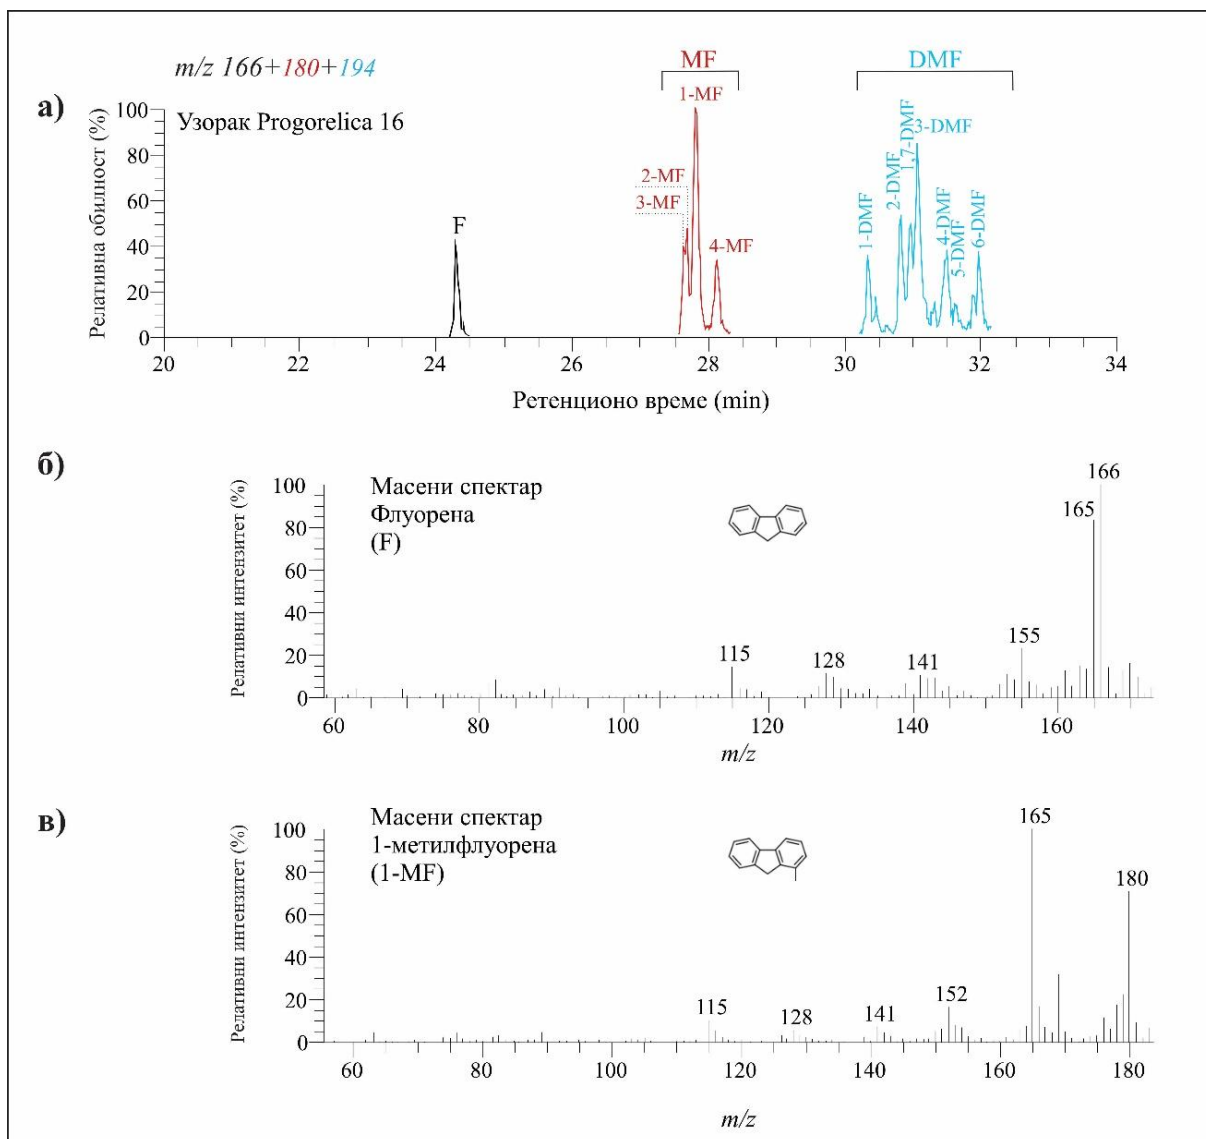 m/z 166+180+194
MF
DMF
а)
Узорак Progorelica 16
Релативна обилност (%)
100
80
60
40
20
0
F
3-MF
2-MF
1-MF
4-MF
1-DMF
2-DMF
1,7-DMF
3-DMF
4-DMF
5-DMF
6-DMF
20 22 24 26 28 30 32 34
Ретенционо време (min)
б)
Масени спектар
Флуорена
(F)
Релативни интензитет (%)
100
80
60
40
20
0
115 128 141 155 165 166
60 80 100 120 140 160
m/z
в)
Масени спектар
1-метилфлуорена
(1-MF)
Релативни интензитет (%)
100
80
60
40
20
0
115 128 141 152 165 180
60 80 100 120 140 160 180
m/z